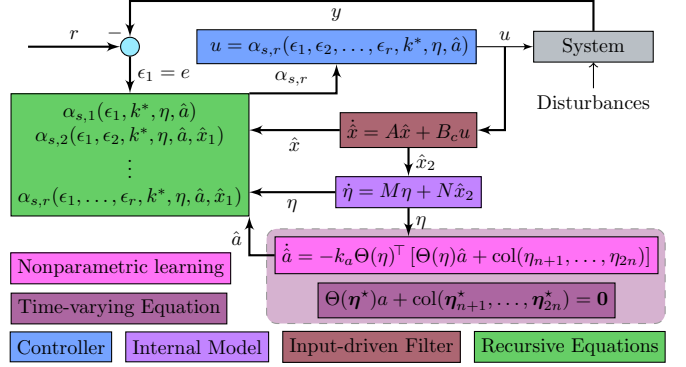 y
r
−
u = α_{s,r}(ϵ_1, ϵ_2, . . . , ϵ_r, k*, η, â)
u
System
ϵ_1 = e
α_{s,r}
Disturbances
α_{s,1}(ϵ_1, k*, η, â)
α_{s,2}(ϵ_1, ϵ_2, k*, η, â, x̂_1)
⋮
α_{s,r}(ϵ_1, . . . , ϵ_r, k*, η, â, x̂_1)
x̂
\dot{x̂} = Ax̂ + B_c u
x̂_2
η
η̇ = Mη + Nx̂_2
η
â
\dot{â} = −k_a Θ(η)^⊤ [Θ(η)â + col(η_{n+1}, . . . , η_{2n})]
Θ(η^⋆)a + col(η^⋆_{n+1}, . . . , η^⋆_{2n}) = 0
Nonparametric learning
Time-varying Equation
Controller
Internal Model
Input-driven Filter
Recursive Equations